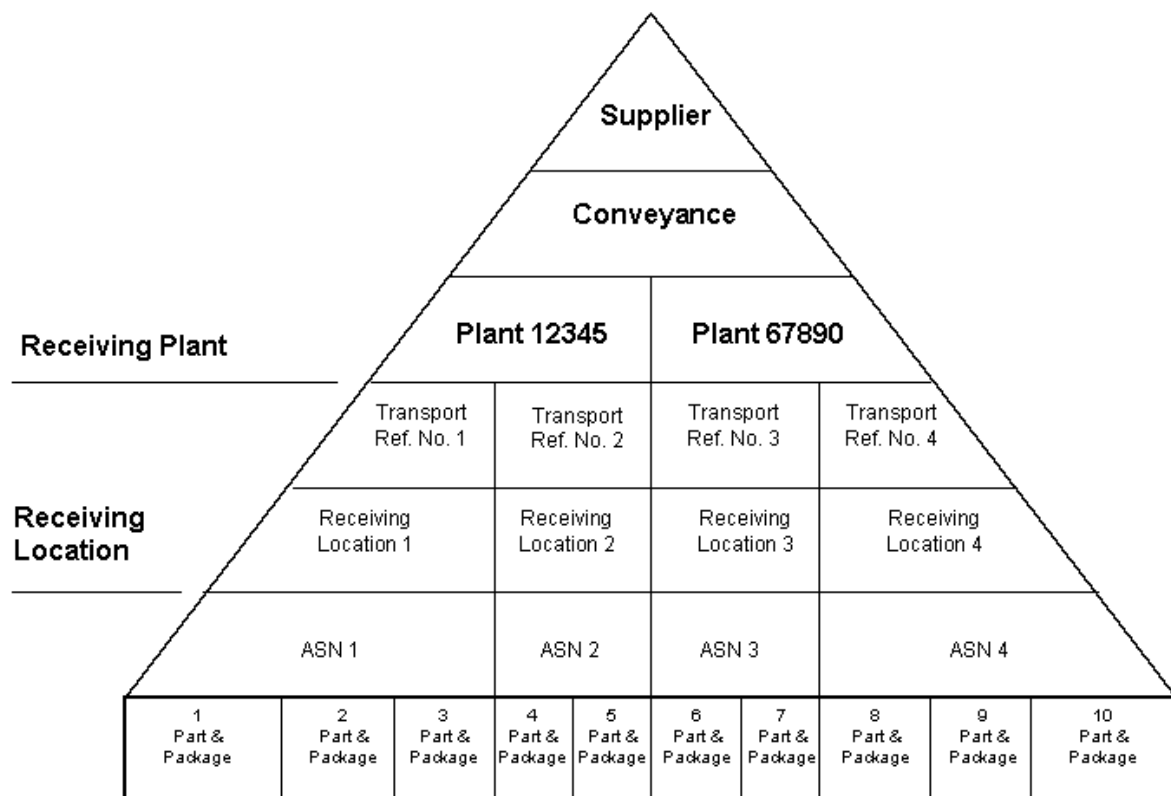 Supplier
Conveyance
Receiving Plant
Plant 12345
Plant 67890
Transport
Ref. No. 1
Transport
Ref. No. 2
Transport
Ref. No. 3
Transport
Ref. No. 4
Receiving
Location
Receiving
Location 1
Receiving
Location 2
Receiving
Location 3
Receiving
Location 4
ASN 1
ASN 2
ASN 3
ASN 4
1
Part &
Package
2
Part &
Package
3
Part &
Package
4
Part &
Package
5
Part &
Package
6
Part &
Package
7
Part &
Package
8
Part &
Package
9
Part &
Package
10
Part &
Package